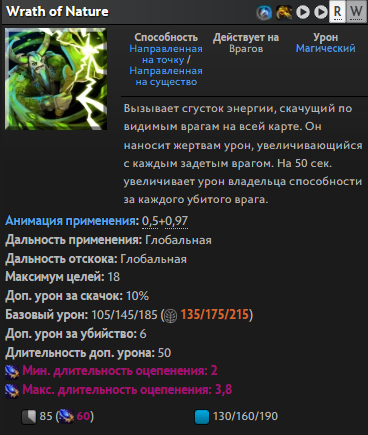 Wrath of Nature
R W
Способность
Направленная
на точку /
Направленная
на существо
Действует на
Врагов
Урон
Магический
Вызывает сгусток энергии, скачущий по
видимым врагам на всей карте. Он
наносит жертвам урон, увеличивающийся
с каждым задетым врагом. На 50 сек.
увеличивает урон владельца способности
за каждого убитого врага.
Анимация применения: 0,5+0,97
Дальность применения: Глобальная
Дальность отскока: Глобальная
Максимум целей: 18
Доп. урон за скачок: 10%
Базовый урон: 105/145/185 ( 135/175/215)
Доп. урон за убийство: 6
Длительность доп. урона: 50
Мин. длительность оцепенения: 2
Макс. длительность оцепенения: 3,8
85 ( 60) 130/160/190